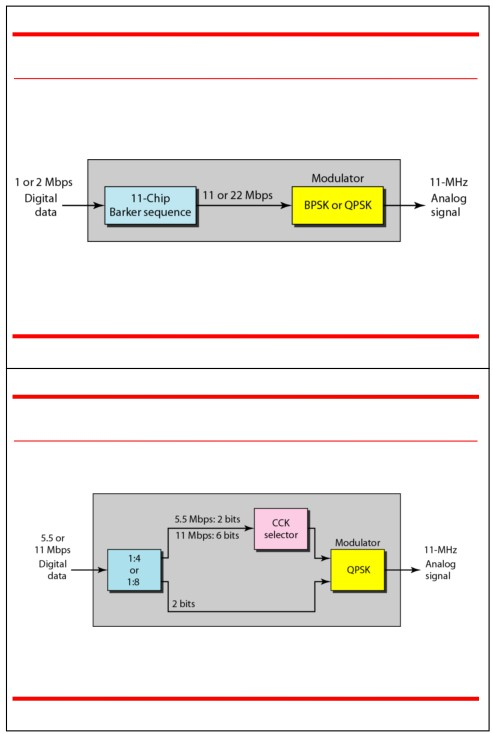 1 or 2 Mbps
Digital
data
11-Chip
Barker sequence
11 or 22 Mbps
Modulator
BPSK or QPSK
11-MHz
Analog
signal
5.5 or
11 Mbps
Digital
data
1:4
or
1:8
5.5 Mbps: 2 bits
11 Mbps: 6 bits
2 bits
CCK
selector
Modulator
QPSK
11-MHz
Analog
signal